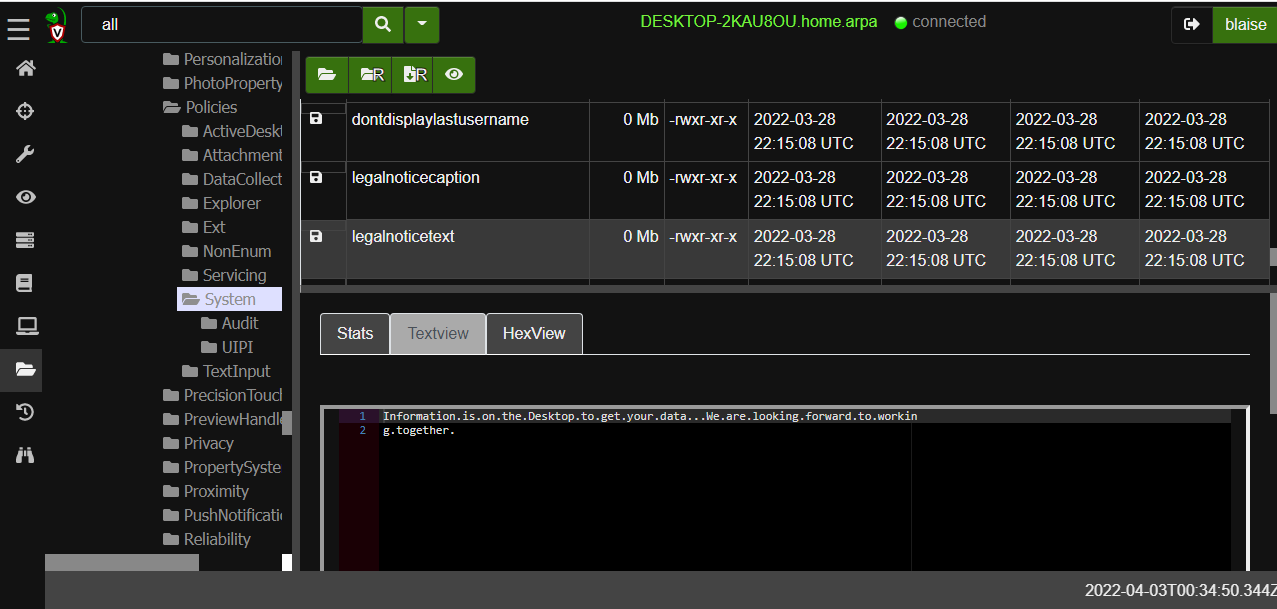 all
DESKTOP-2KAU8OU.home.arpa
connected
blaise
Personalizatio
PhotoProperty
Policies
ActiveDeskt
Attachment
DataCollect
Explorer
Ext
NonEnum
Servicing
System
Audit
UIPI
TextInput
PrecisionTouch
PreviewHandle
Privacy
PropertySyste
Proximity
PushNotificati
Reliability
R
R
dontdisplaylastusername 0 Mb -rwxr-xr-x 2022-03-28 2022-03-28 2022-03-28 2022-03-28
22:15:08 UTC 22:15:08 UTC 22:15:08 UTC 22:15:08 UTC
legalnoticecaption 0 Mb -rwxr-xr-x 2022-03-28 2022-03-28 2022-03-28 2022-03-28
22:15:08 UTC 22:15:08 UTC 22:15:08 UTC 22:15:08 UTC
legalnoticetext 0 Mb -rwxr-xr-x 2022-03-28 2022-03-28 2022-03-28 2022-03-28
22:15:08 UTC 22:15:08 UTC 22:15:08 UTC 22:15:08 UTC
Stats Textview HexView
1 Information.is.on.the.Desktop.to.get.your.data...We.are.looking.forward.to.workin
2 g.together.
2022-04-03T00:34:50.344Z